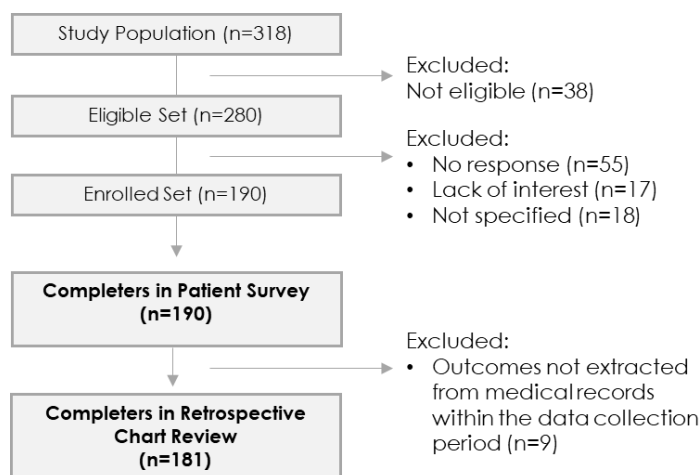 Study Population (n=318)
Excluded:
Not eligible (n=38)
Eligible Set (n=280)
Excluded:
• No response (n=55)
• Lack of interest (n=17)
• Not specified (n=18)
Enrolled Set (n=190)
Completers in Patient Survey
(n=190)
Excluded:
• Outcomes not extracted
from medical records
within the data collection
period (n=9)
Completers in Retrospective
Chart Review
(n=181)